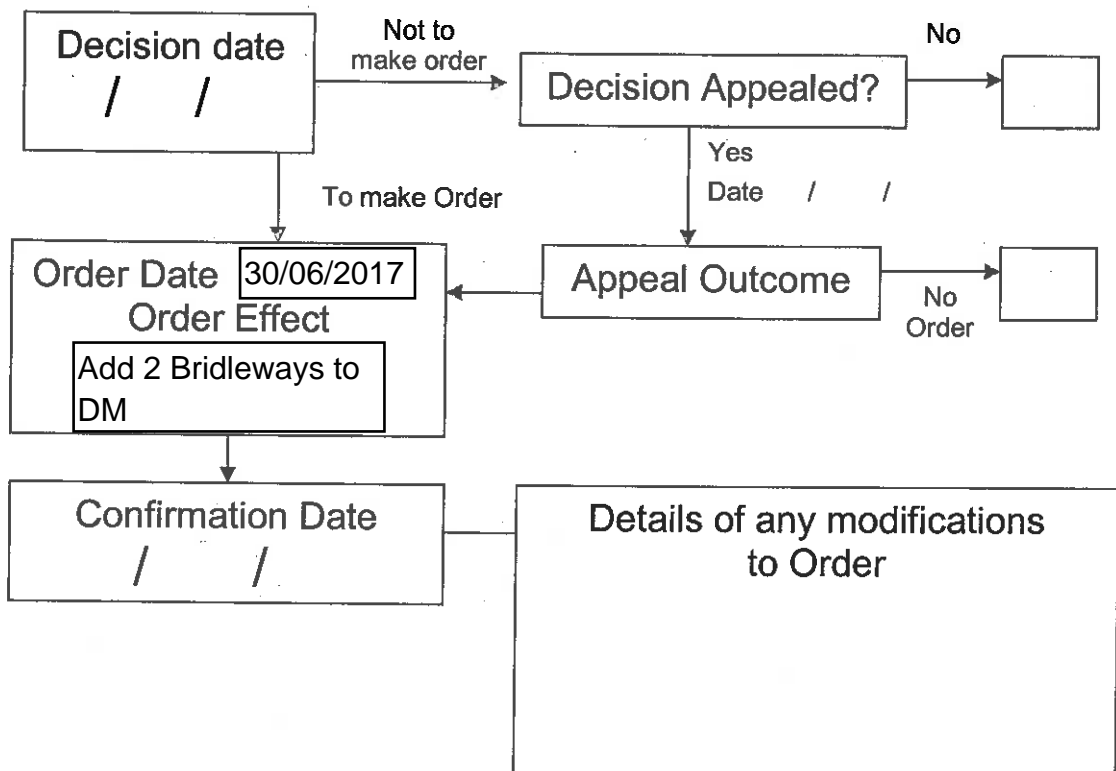 Decision date
/ /
Not to
make order
Decision Appealed?
No
Yes
Date / /
To make Order
Order Date 30/06/2017
Order Effect
Add 2 Bridleways to
DM
Appeal Outcome
No
Order
Confirmation Date
/ /
Details of any modifications
to Order